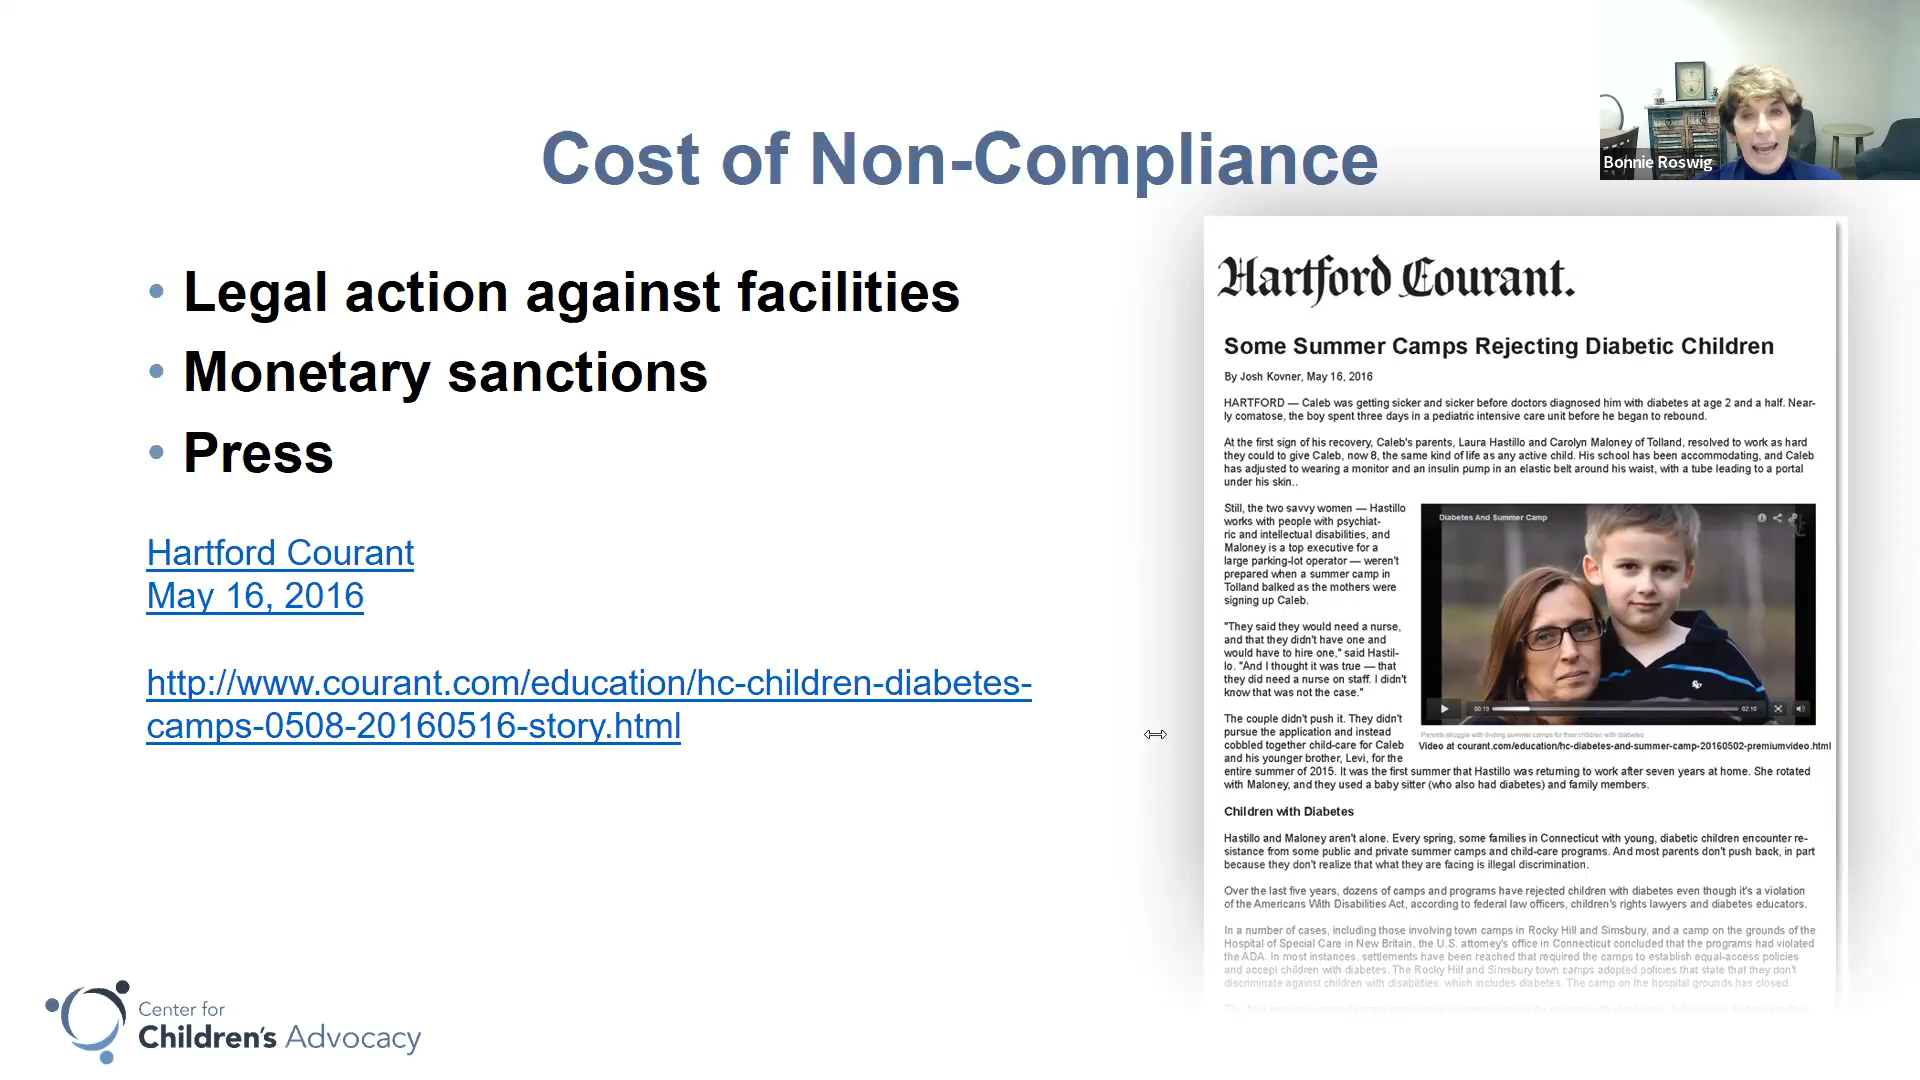 Cost of Non-Compliance
Bonnie Roswig
• Legal action against facilities
• Monetary sanctions
• Press
Hartford Courant
May 16, 2016
http://www.courant.com/education/hc-children-diabetes-
camps-0508-20160516-story.html
Center for
Children's Advocacy
Hartford Courant.
Some Summer Camps Rejecting Diabetic Children
By Josh Kovner, May 16, 2016
HARTFORD — Caleb was getting sicker and sicker before doctors diagnosed him with diabetes at age 2 and a half. Near-
ly comatose, the boy spent three days in a pediatric intensive care unit before he began to rebound.
At the first sign of his recovery, Caleb's parents, Laura Hastillo and Carolyn Maloney of Tolland, resolved to work as hard
they could to give Caleb, now 8, the same kind of life as any active child. His school has been accommodating, and Caleb
has adjusted to wearing a monitor and an insulin pump in an elastic belt around his waist, with a tube leading to a portal
under his skin..
Still, the two savvy women — Hastillo
works with people with psychiat-
ric and intellectual disabilities, and
Maloney is a top executive for a
large parking-lot operator — weren't
prepared when a summer camp in
Tolland balked as the mothers were
signing up Caleb.
"They said they would need a nurse,
and that they didn't have one and
would have to hire one," said Hastil-
lo. "And I thought it was true — that
they did need a nurse on staff. I didn't
know that was not the case."
The couple didn't push it. They didn't
pursue the application and instead
cobbled together child-care for Caleb
and his younger brother, Levi, for the
entire summer of 2015. It was the first summer that Hastillo was returning to work after seven years at home. She rotated
with Maloney, and they used a baby sitter (who also had diabetes) and family members.
Diabetes And Summer Camp
00:19
02:10
Parents struggle with finding summer camps for their children with diabetes
Video at courant.com/education/hc-diabetes-and-summer-camp-20160502-premiumvideo.html
Children with Diabetes
Hastillo and Maloney aren't alone. Every spring, some families in Connecticut with young, diabetic children encounter re-
sistance from some public and private summer camps and child-care programs. And most parents don't push back, in part
because they don't realize that what they are facing is illegal discrimination.
Over the last five years, dozens of camps and programs have rejected children with diabetes even though it's a violation
of the Americans With Disabilities Act, according to federal law officers, children's rights lawyers and diabetes educators.
In a number of cases, including those involving town camps in Rocky Hill and Simsbury, and a camp on the grounds of the
Hospital of Special Care in New Britain, the U.S. attorney's office in Connecticut concluded that the programs had violated
the ADA. In most instances, settlements have been reached that required the camps to establish equal-access policies
and accept children with diabetes. The Rocky Hill and Simsbury town camps adopted policies that state that they don't
discriminate against children with disabilities, which includes diabetes. The camp on the hospital grounds has closed.